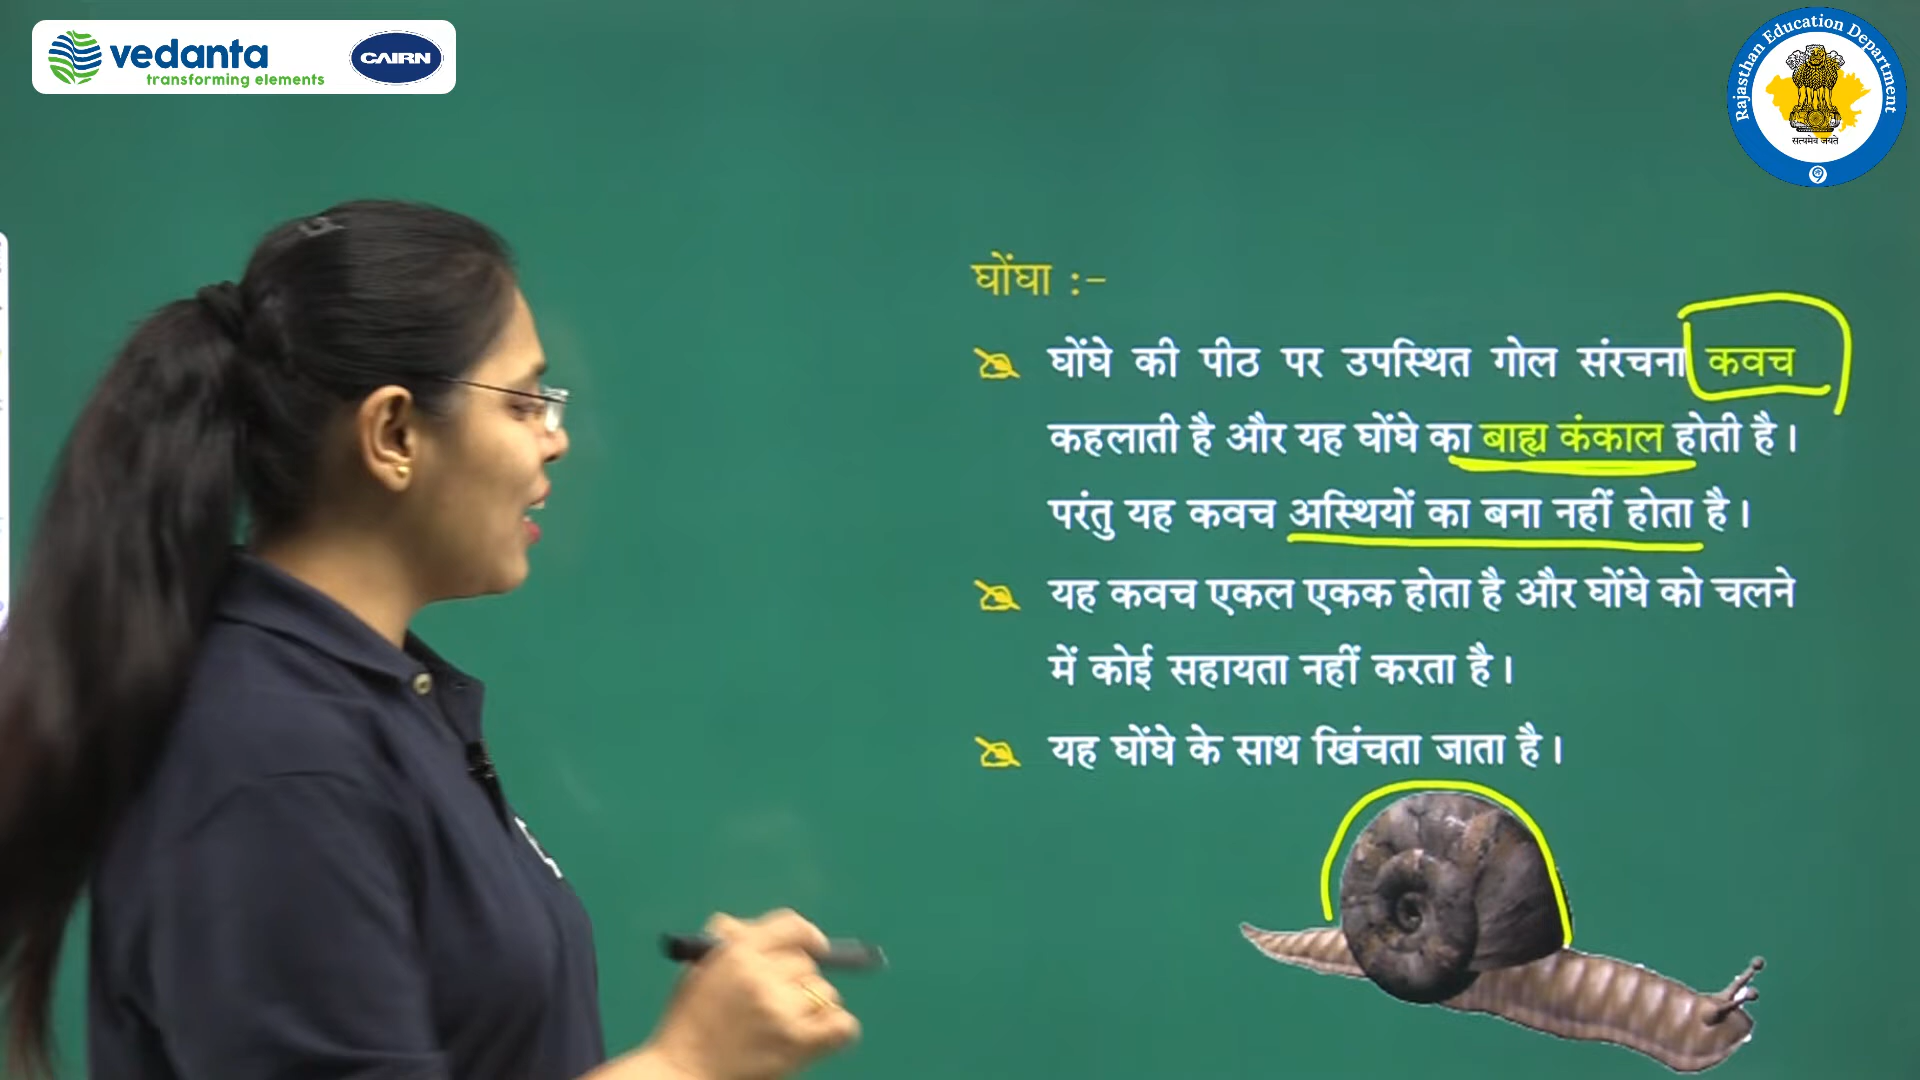 vedanta
transforming elements
CAIRN
Rajasthan Education Department
सत्यमेव जयते
घोंघा :-
घोंघे की पीठ पर उपस्थित गोल संरचना कवच
कहलाती है और यह घोंघे का बाह्य कंकाल होती है।
परंतु यह कवच अस्थियों का बना नहीं होता है।
यह कवच एकल एकक होता है और घोंघे को चलने
में कोई सहायता नहीं करता है।
यह घोंघे के साथ खिंचता जाता है।